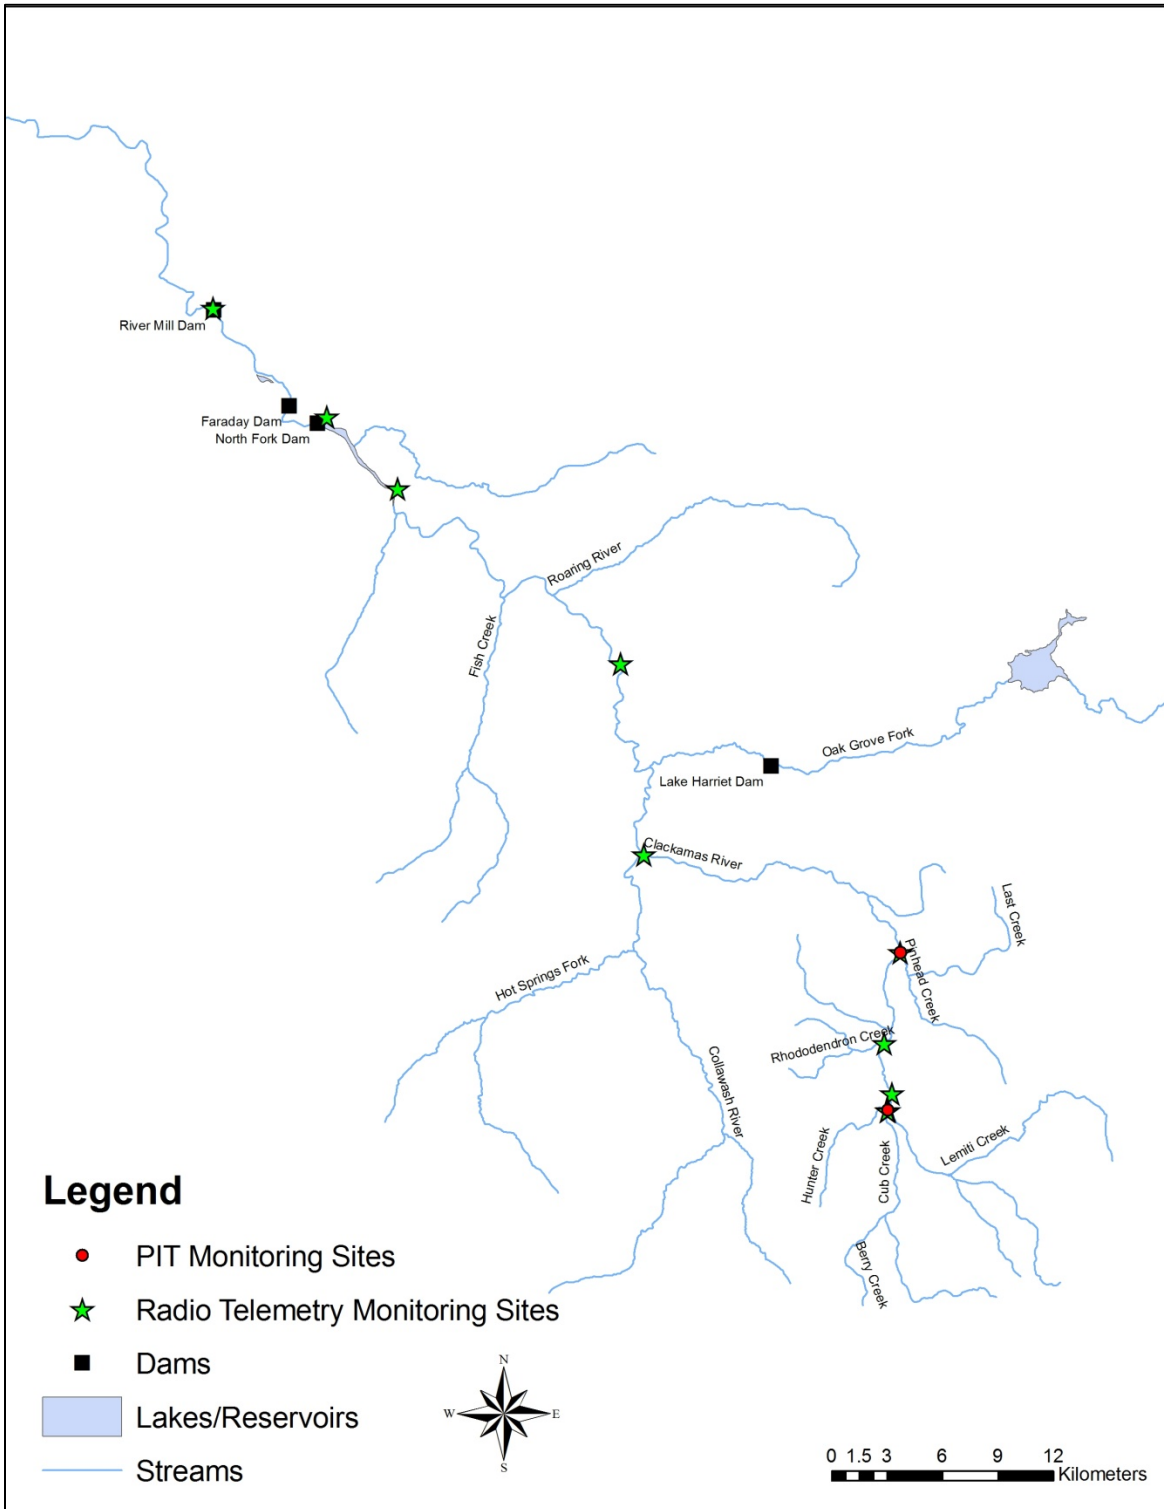 River Mill Dam
Faraday Dam
North Fork Dam
Roaring River
Fish Creek
Oak Grove Fork
Lake Harriet Dam
Clackamas River
Last Creek
Pinhead Creek
Hot Springs Fork
Rhododendron Creek
Collawash River
Hunter Creek
Cub Creek
Lemiti Creek
Berry Creek
Legend
PIT Monitoring Sites
Radio Telemetry Monitoring Sites
Dams
Lakes/Reservoirs
Streams
N
W
E
S
0 1.5 3 6 9 12
Kilometers